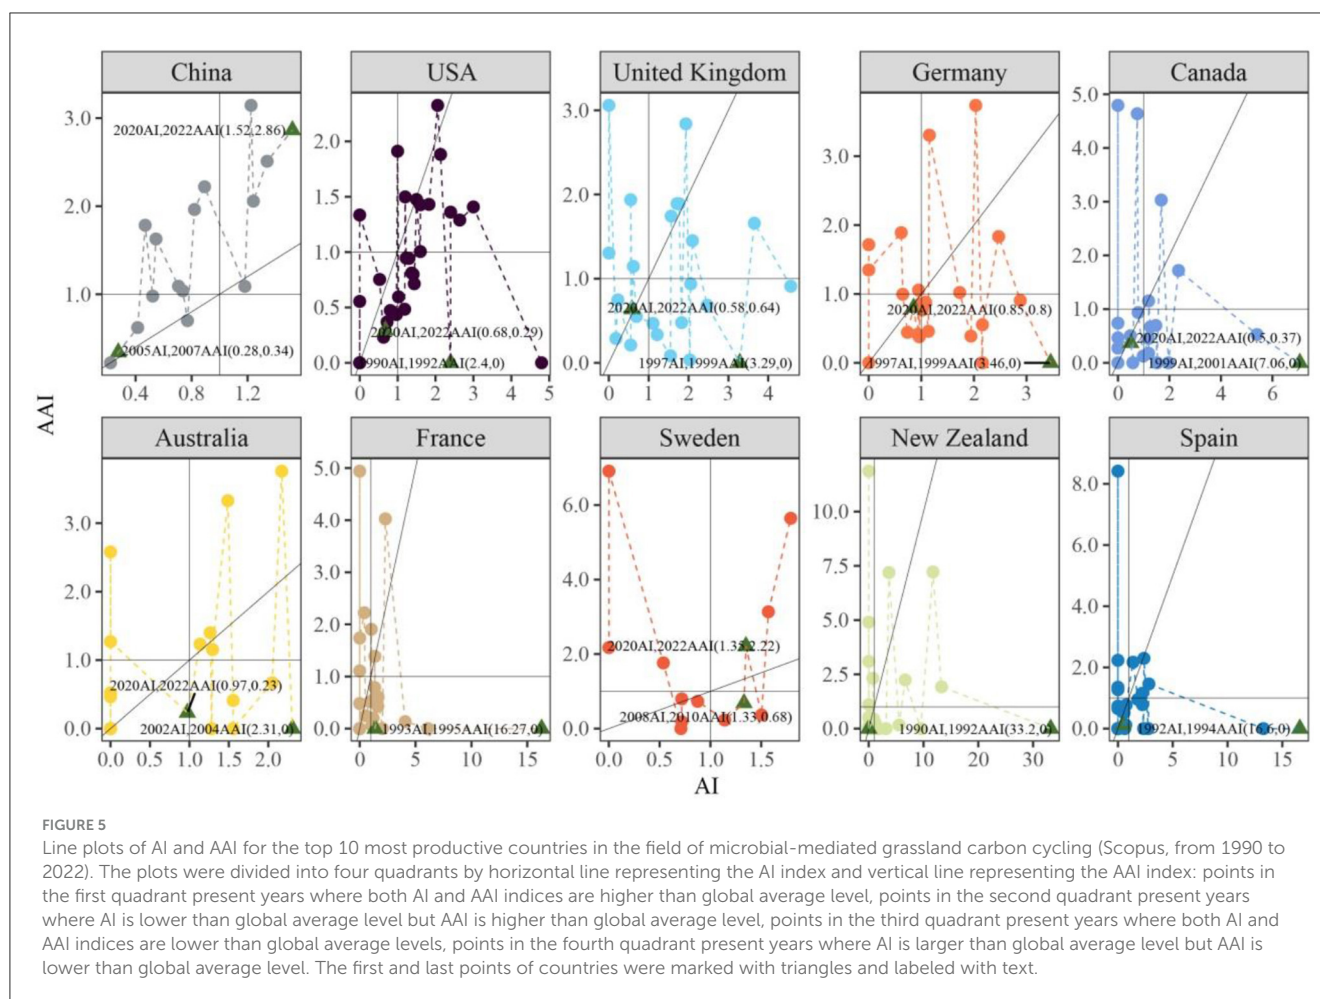 China
USA
United Kingdom
Germany
Canada
AAI
3.0
2.0
1.0
2020AI,2022AAI(1.52,2.86)
2005AI,2007AAI(0.28,0.34)
0.4
0.8
1.2
2.0
1.5
1.0
0.5
0.0
2020AI,2022AAI(0.68,0.29)
1990AI,1992AAI(2.4,0)
0
1
2
3
4
5
3.0
2.0
1.0
0.0
2020AI,2022AAI(0.58,0.64)
1997AI,1999AAI(3.29,0)
0
1
2
3
4
3.0
2.0
1.0
0.0
2020AI,2022AAI(0.85,0.8)
1997AI,1999AAI(3.46,0)
0
1
2
3
5.0
4.0
3.0
2.0
1.0
0.0
2020AI,2022AAI(0.5,0.37)
1999AI,2001AAI(7.06,0)
0
2
4
6
Australia
France
Sweden
New Zealand
Spain
3.0
2.0
1.0
0.0
2020AI,2022AAI(0.97,0.23)
2002AI,2004AAI(2.31,0)
0.0
0.5
1.0
1.5
2.0
5.0
4.0
3.0
2.0
1.0
0.0
1993AI,1995AAI(16.27,0)
0
5
10
15
6.0
4.0
2.0
0.0
2020AI,2022AAI(1.35,2.22)
2008AI,2010AAI(1.33,0.68)
0.0
0.5
1.0
1.5
10.0
7.5
5.0
2.5
0.0
1990AI,1992AAI(33.2,0)
0
10
20
30
8.0
6.0
4.0
2.0
0.0
1992AI,1994AAI(16.6,0)
0
5
10
15
AI
FIGURE 5
Line plots of AI and AAI for the top 10 most productive countries in the field of microbial-mediated grassland carbon cycling (Scopus, from 1990 to
2022). The plots were divided into four quadrants by horizontal line representing the AI index and vertical line representing the AAI index: points in
the first quadrant present years where both AI and AAI indices are higher than global average level, points in the second quadrant present years
where AI is lower than global average level but AAI is higher than global average level, points in the third quadrant present years where both AI and
AAI indices are lower than global average levels, points in the fourth quadrant present years where AI is larger than global average level but AAI is
lower than global average level. The first and last points of countries were marked with triangles and labeled with text.